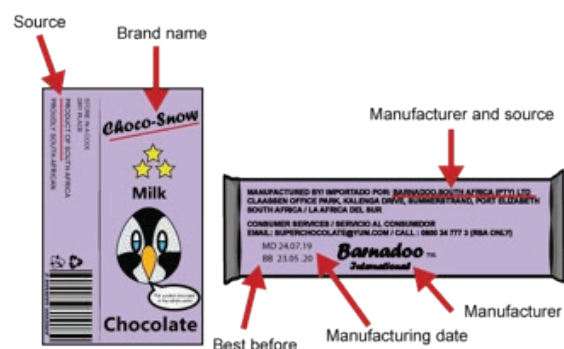 Source
Brand name
STORE IN A COOL
DRY PLACE
PRODUCT OF SOUTH AFRICA
PROUDLY SOUTH AFRICAN
Choco-Snow
Milk
Chocolate
Manufacturer and source
MANUFACTURED BY/ IMPORTADO POR: BARNADOO SOUTH AFRICA (PTY) LTD
CLAASSEN OFFICE PARK, KALENGA DRIVE, SUMMERSTRAND, PORT ELIZABETH
SOUTH AFRICA / LA AFRICA DEL SUR
CONSUMER SERVICES / SERVICIO AL CONSUMIDOR
EMAIL: SUPERCHOCOLATE@YUM.COM / CALL : 0800 34 777 3 (RSA ONLY)
MD 24.07.19
BB 23.05.20
Barnadoo TM
International
Manufacturer
Manufacturing date
Best before